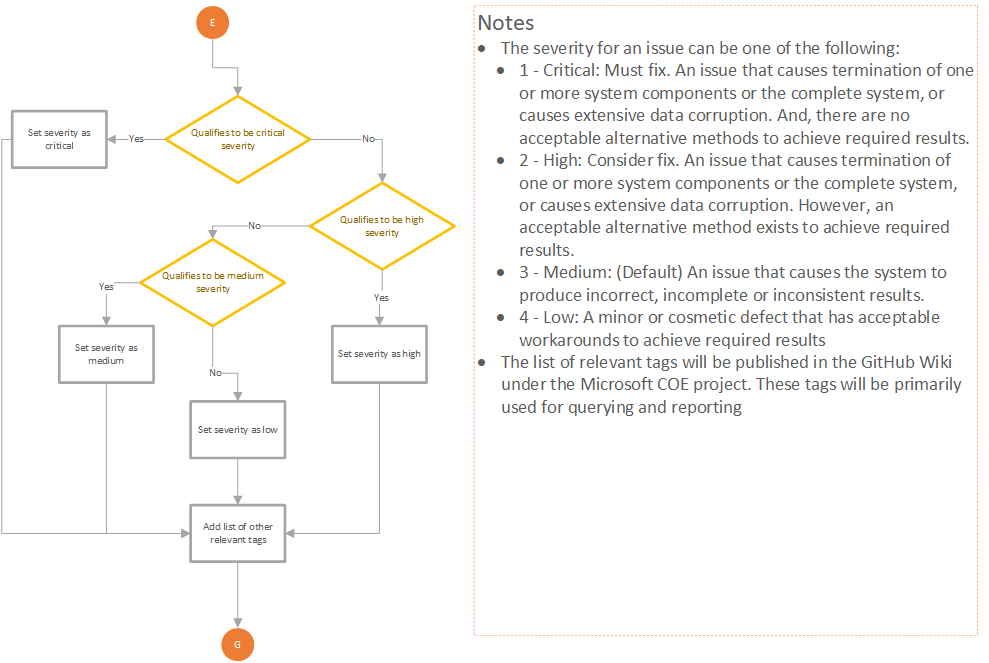 E
Qualifies to be critical
severity
Yes
No
Set severity as
critical
Qualifies to be high
severity
No
Yes
Qualifies to be medium
severity
Yes
No
Set severity as
medium
Set severity as high
Set severity as low
Add list of other
relevant tags
G
Notes
• The severity for an issue can be one of the following:
• 1 - Critical: Must fix. An issue that causes termination of one
or more system components or the complete system, or
causes extensive data corruption. And, there are no
acceptable alternative methods to achieve required results.
• 2 - High: Consider fix. An issue that causes termination of
one or more system components or the complete system,
or causes extensive data corruption. However, an
acceptable alternative method exists to achieve required
results.
• 3 - Medium: (Default) An issue that causes the system to
produce incorrect, incomplete or inconsistent results.
• 4 - Low: A minor or cosmetic defect that has acceptable
workarounds to achieve required results
• The list of relevant tags will be published in the GitHub Wiki
under the Microsoft COE project. These tags will be primarily
used for querying and reporting